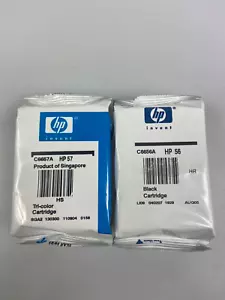 hp
invent
C6657A HP 57
Product of Singapore
HS
Tri-color
Cartridge
hp
invent
C6656A HP 56
HR
Black
Cartridge